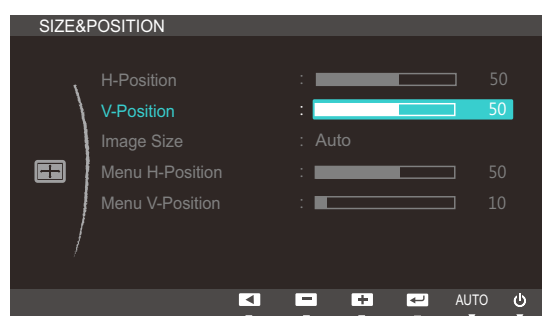 SIZE&POSITION
H-Position : 50
V-Position : 50
Image Size : Auto
Menu H-Position : 50
Menu V-Position : 10
AUTO